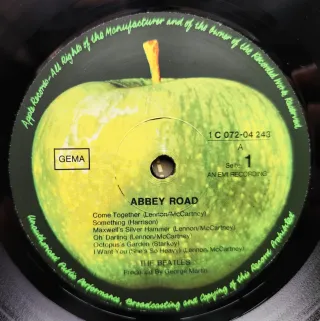 Apple Records-All Rights of the Manufacturer and of the Owner of the Recorded Work Reserved
1 C 072-04 243
A
GEMA
Seite 1
AN EMI RECORDING
ABBEY ROAD
Come Together (Lennon/McCartney)
Something (Harrison)
Maxwell's Silver Hammer (Lennon/McCartney)
Oh! Darling (Lennon/McCartney)
Octopus's Garden (Starkey)
I Want You (She's So Heavy) (Lennon/McCartney)
THE BEATLES
Produced by George Martin
Unauthorised Public Performance, Broadcasting and Copying of this Record Prohibited